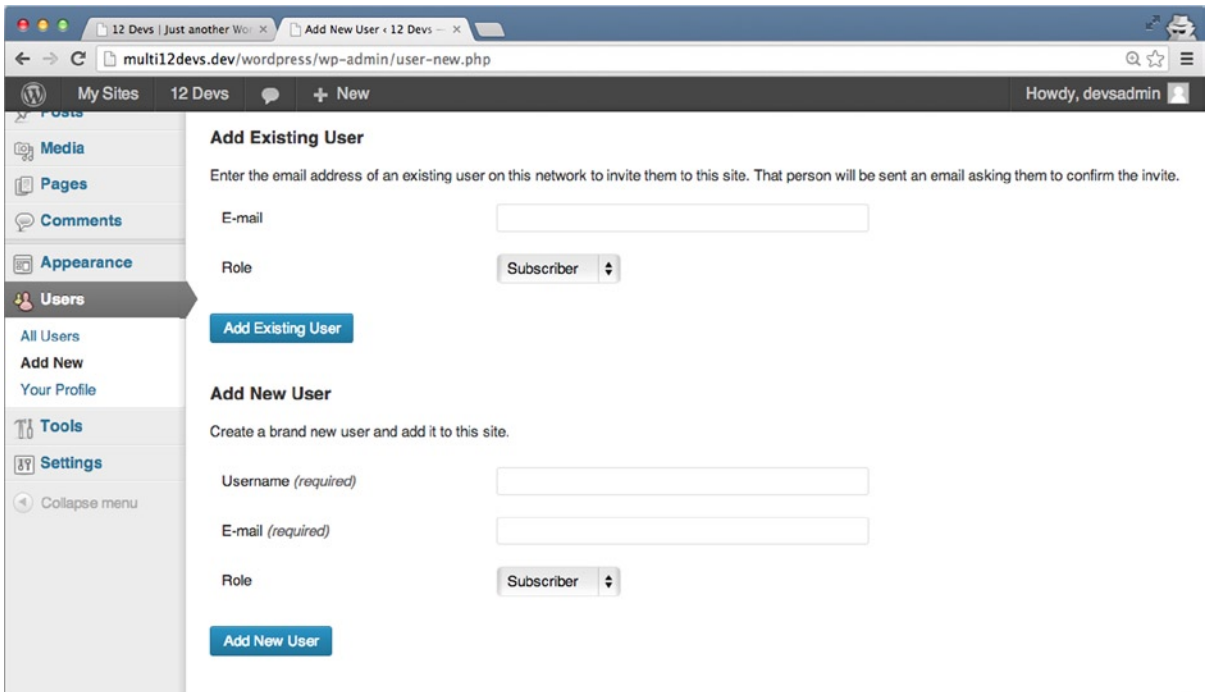 12 Devs | Just another Wo
Add New User ‹ 12 Devs —
multi12devs.dev/wordpress/wp-admin/user-new.php
My Sites 12 Devs + New Howdy, devsadmin
Posts
Media
Pages
Comments
Appearance
Users
All Users
Add New
Your Profile
Tools
Settings
Collapse menu
Add Existing User
Enter the email address of an existing user on this network to invite them to this site. That person will be sent an email asking them to confirm the invite.
E-mail
Role Subscriber
Add Existing User
Add New User
Create a brand new user and add it to this site.
Username (required)
E-mail (required)
Role Subscriber
Add New User